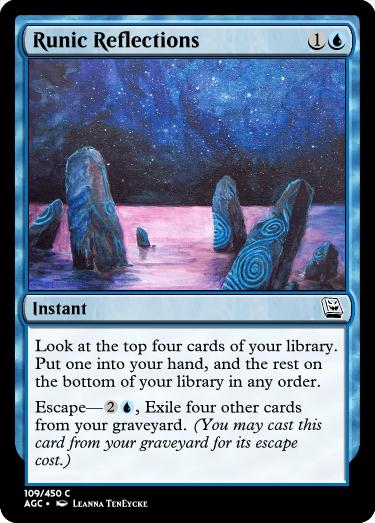 Runic Reflections 1
Instant
Look at the top four cards of your library.
Put one into your hand, and the rest on
the bottom of your library in any order.
Escape—2, Exile four other cards
from your graveyard. (You may cast this
card from your graveyard for its escape
cost.)
109/450 C
AGC • Leanna TenEycke